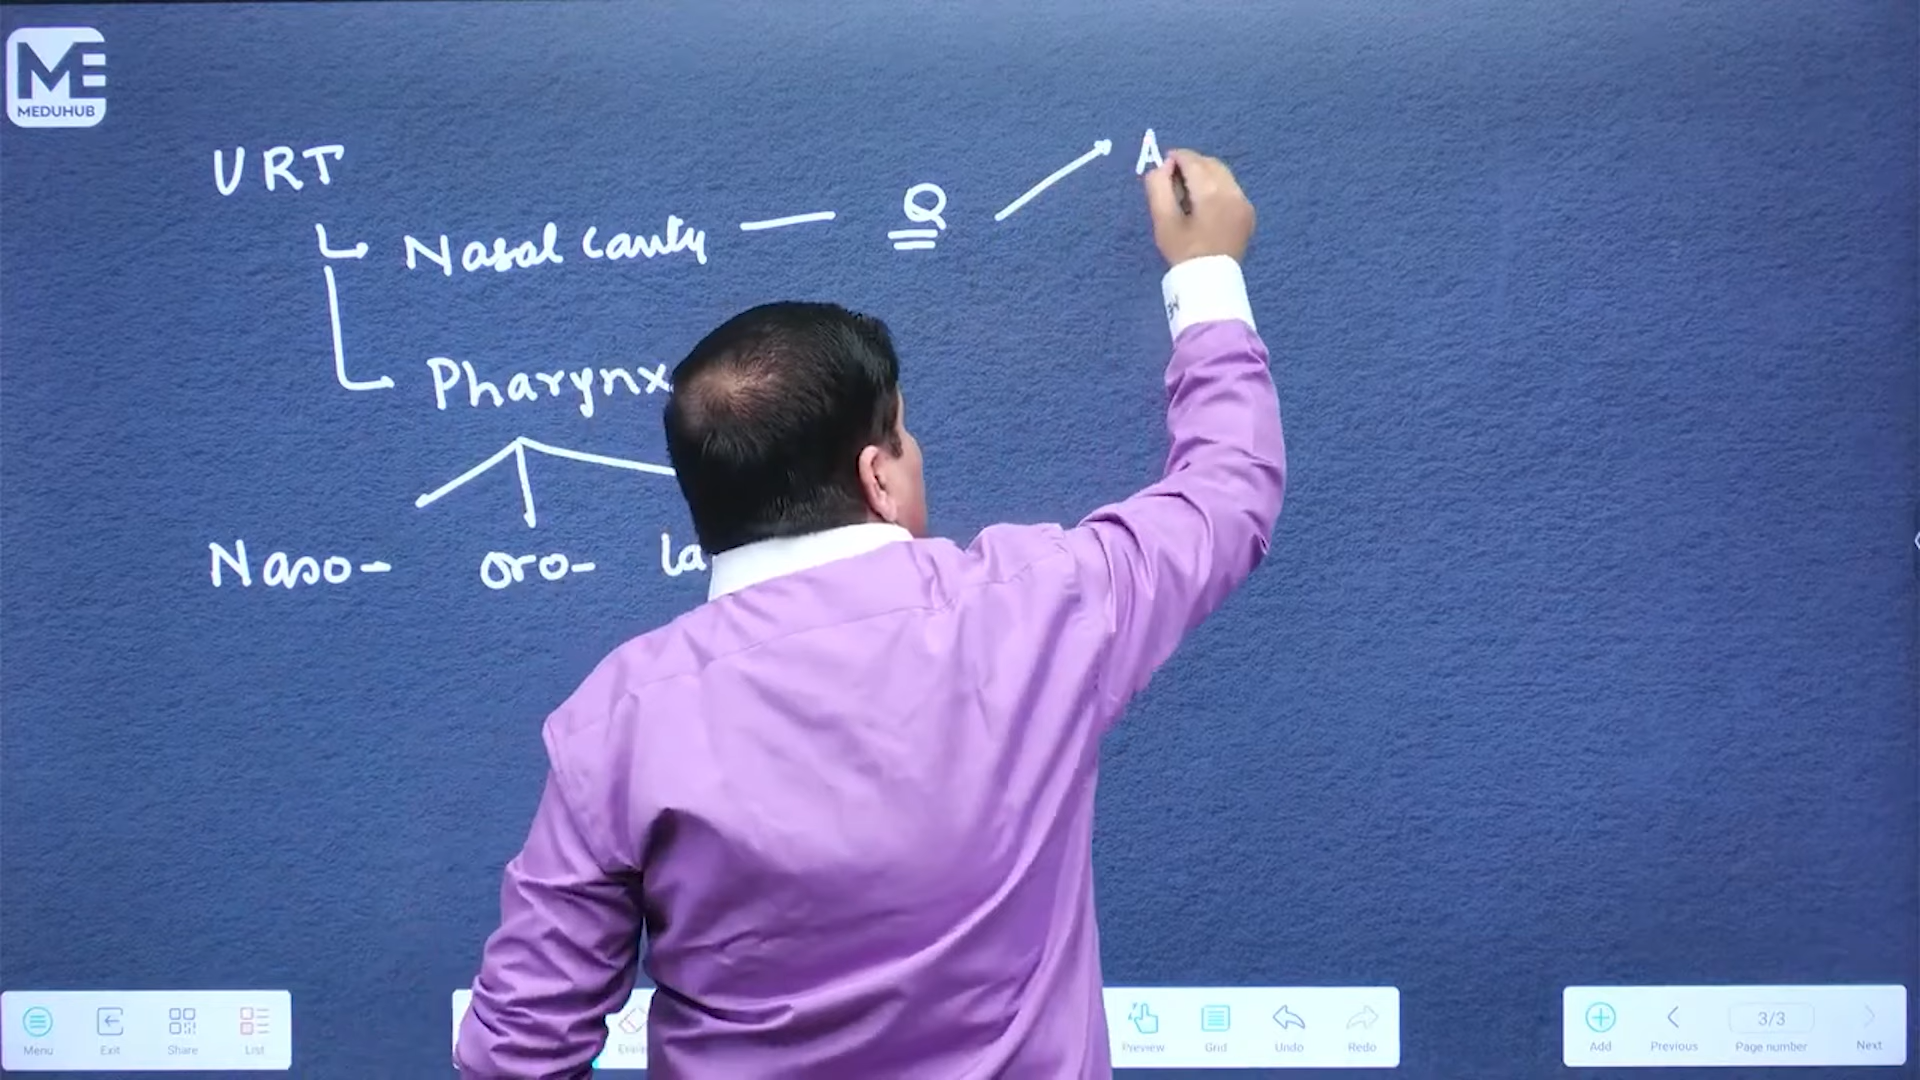 ME
MEDUHUB
URT
Nasal cavity — Q A
Pharynx
Naso- oro- la
Menu Exit Share List Preview Grid Undo Redo Add Previous 3/3 Page number Next